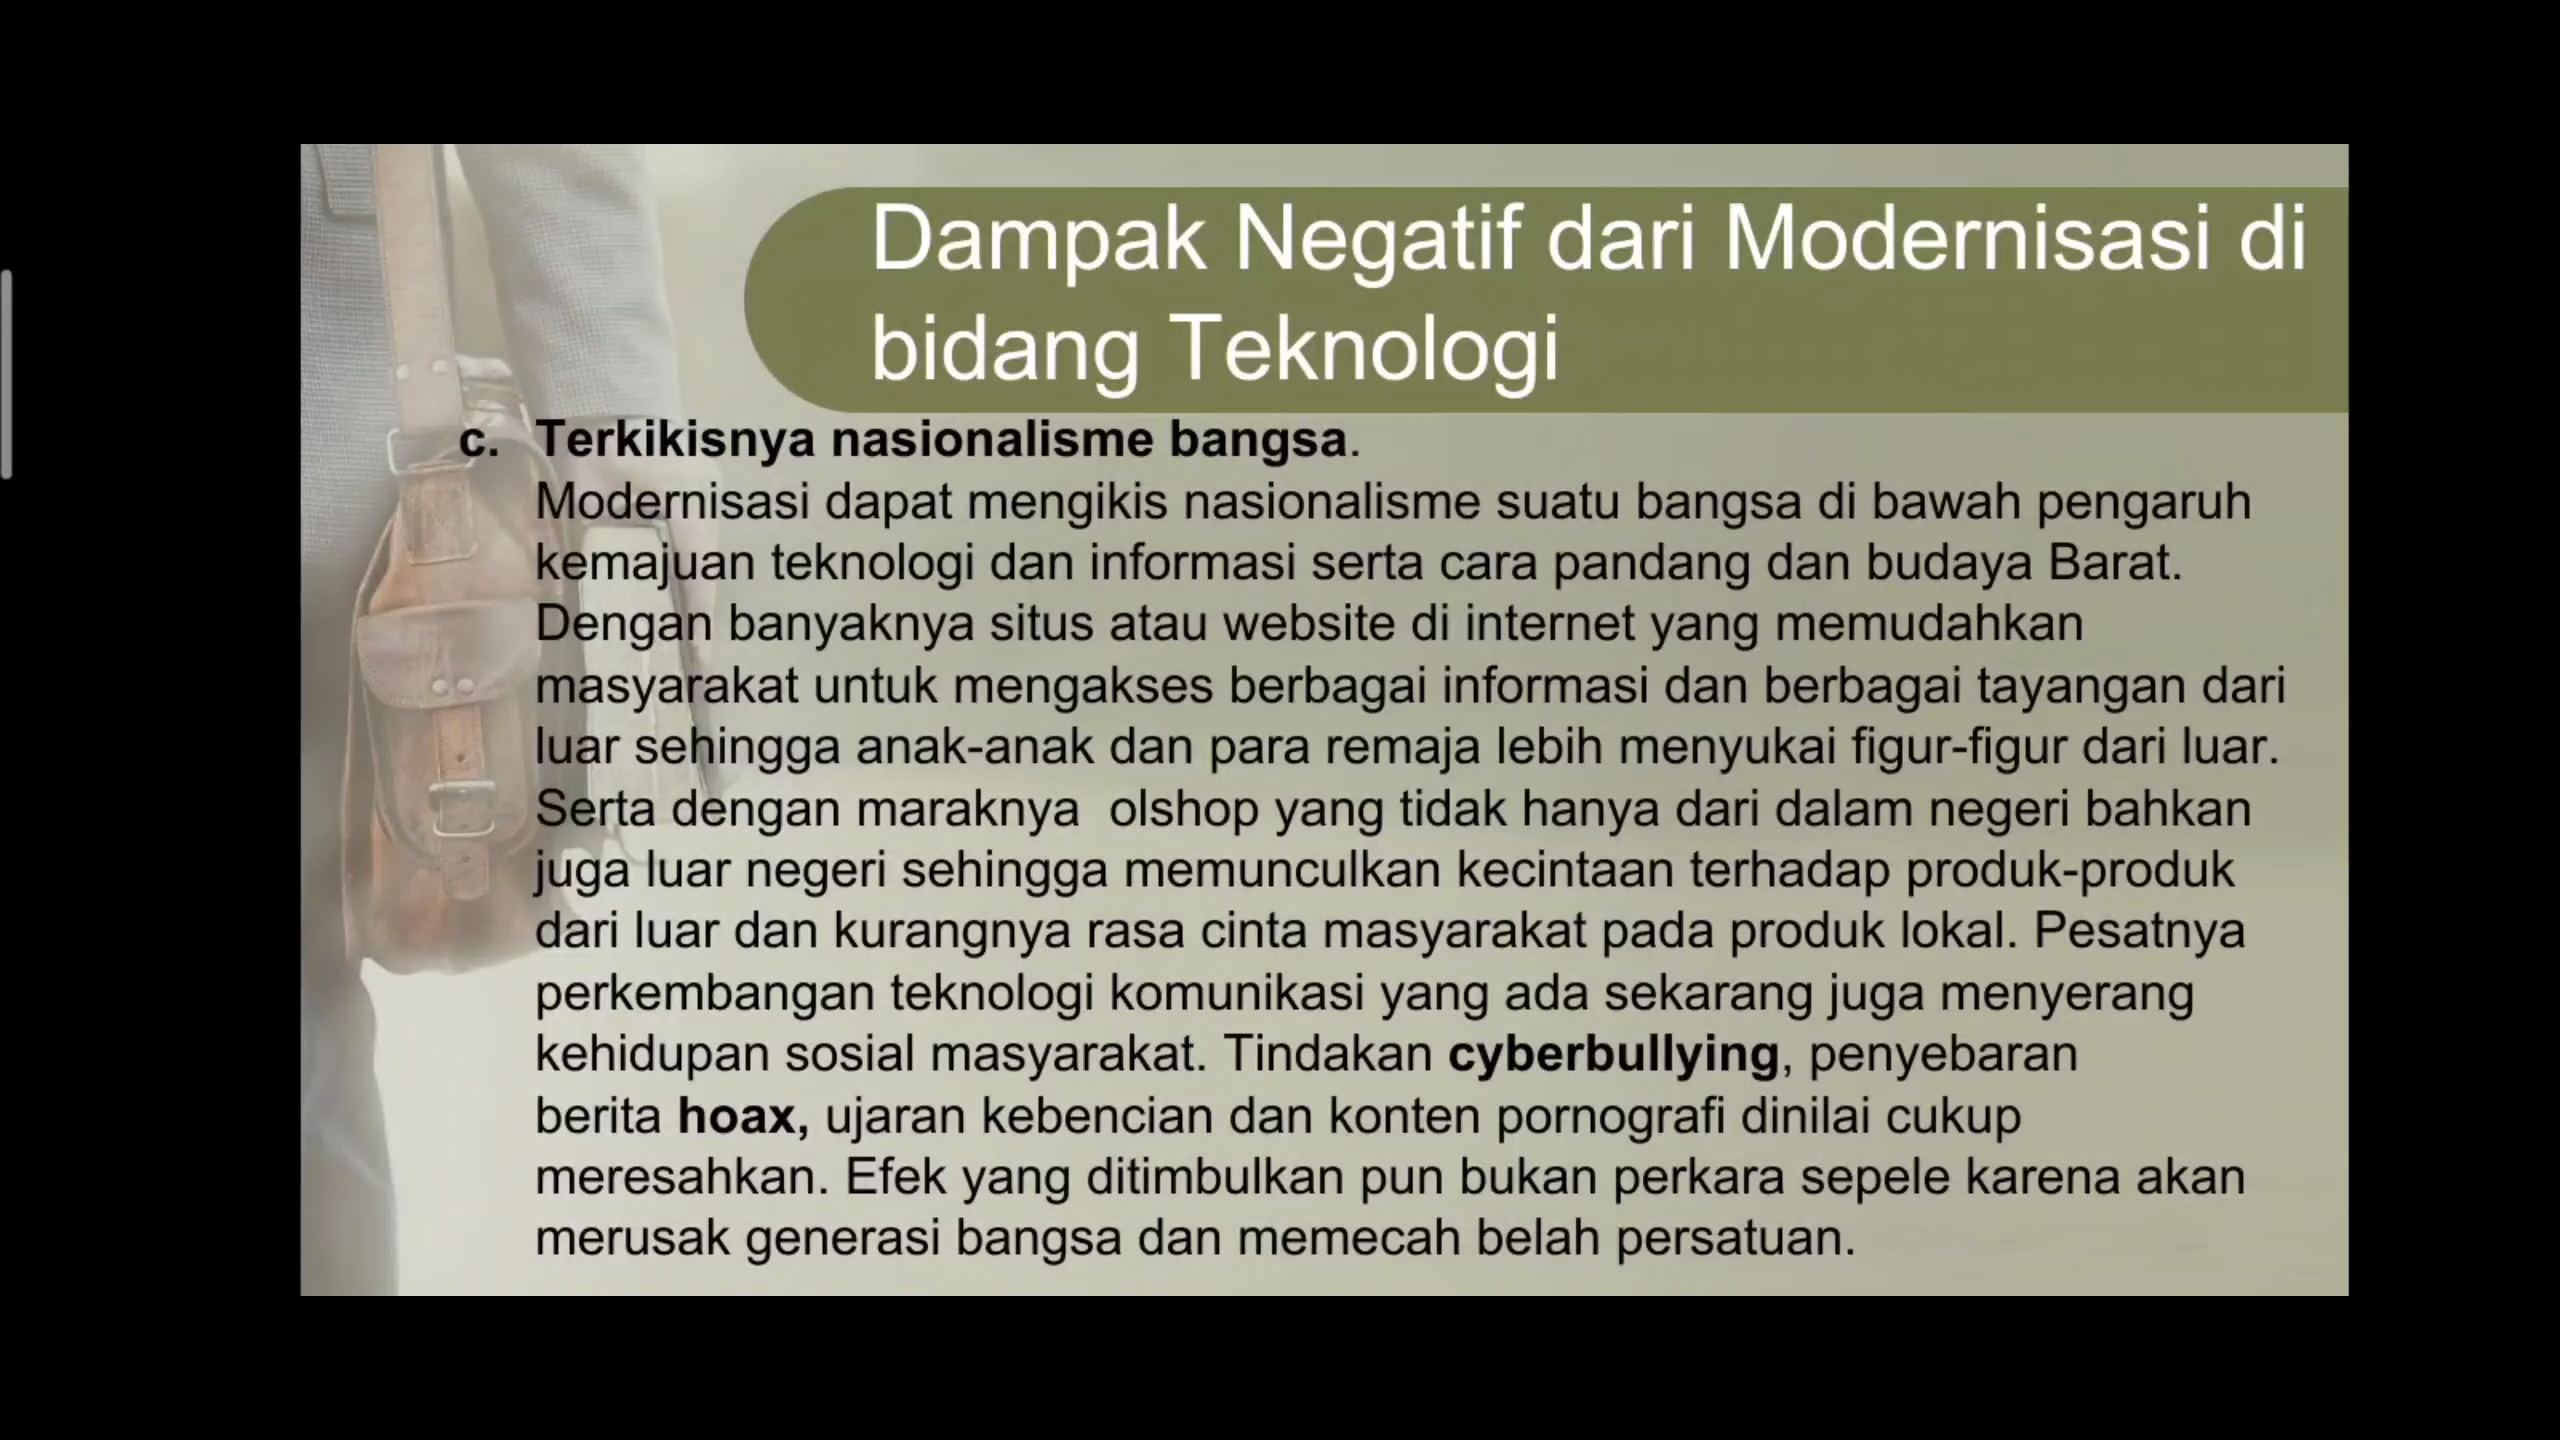 Dampak Negatif dari Modernisasi di
bidang Teknologi
c. Terkikisnya nasionalisme bangsa.
Modernisasi dapat mengikis nasionalisme suatu bangsa di bawah pengaruh
kemajuan teknologi dan informasi serta cara pandang dan budaya Barat.
Dengan banyaknya situs atau website di internet yang memudahkan
masyarakat untuk mengakses berbagai informasi dan berbagai tayangan dari
luar sehingga anak-anak dan para remaja lebih menyukai figur-figur dari luar.
Serta dengan maraknya  olshop yang tidak hanya dari dalam negeri bahkan
juga luar negeri sehingga memunculkan kecintaan terhadap produk-produk
dari luar dan kurangnya rasa cinta masyarakat pada produk lokal. Pesatnya
perkembangan teknologi komunikasi yang ada sekarang juga menyerang
kehidupan sosial masyarakat. Tindakan cyberbullying, penyebaran
berita hoax, ujaran kebencian dan konten pornografi dinilai cukup
meresahkan. Efek yang ditimbulkan pun bukan perkara sepele karena akan
merusak generasi bangsa dan memecah belah persatuan.